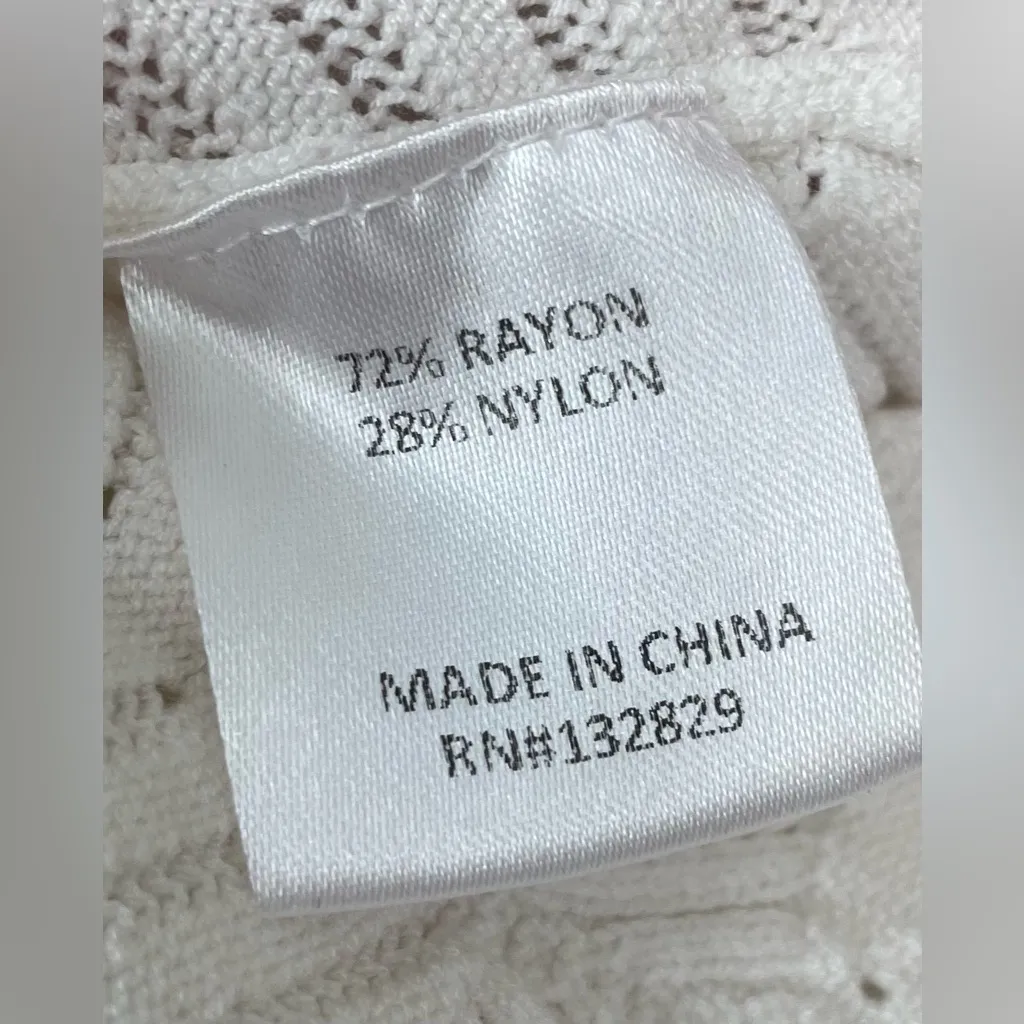 72% RAYON
28% NYLON
MADE IN CHINA
RN#132829